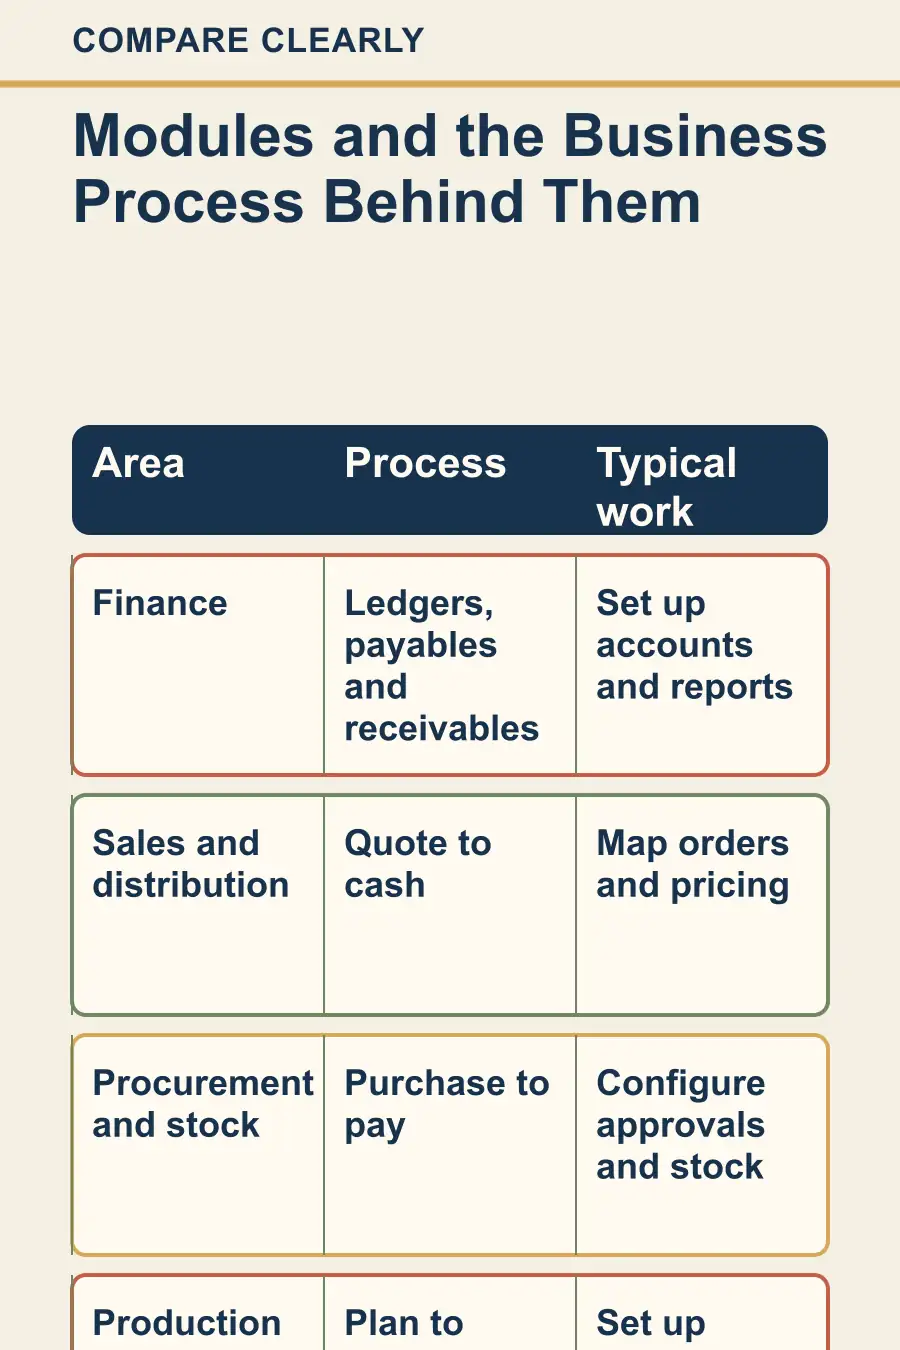 COMPARE CLEARLY
Modules and the Business
Process Behind Them
Area
Process
Typical
work
Finance
Ledgers,
payables
and
receivables
Set up
accounts
and reports
Sales and
distribution
Quote to
cash
Map orders
and pricing
Procurement
and stock
Purchase to
pay
Configure
approvals
and stock
Production
Plan to
Set up